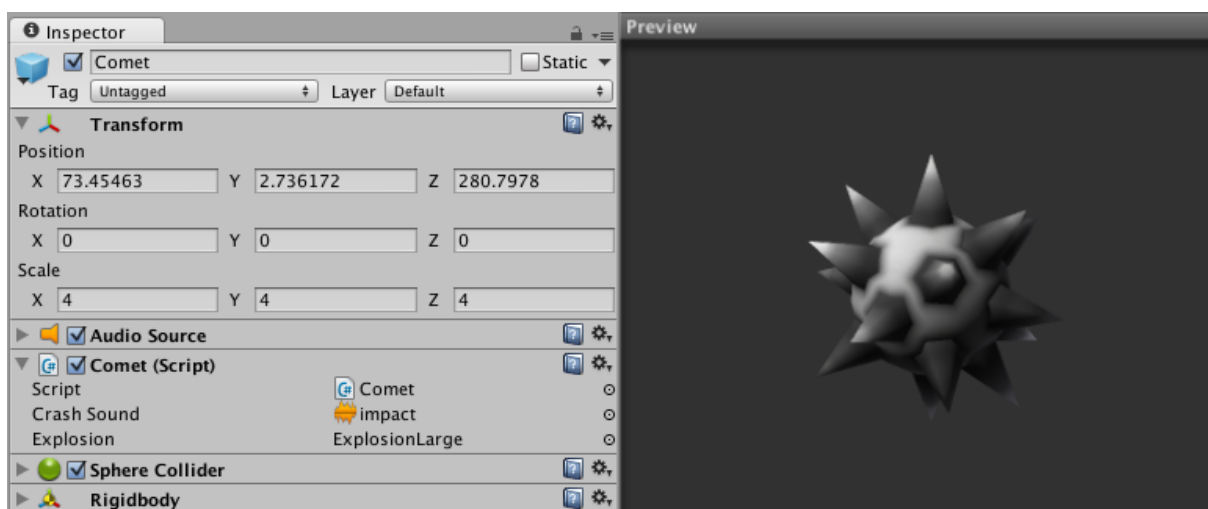 Inspector
Preview
Comet
Static
Tag Untagged Layer Default
Transform
Position
X 73.45463 Y 2.736172 Z 280.7978
Rotation
X 0 Y 0 Z 0
Scale
X 4 Y 4 Z 4
Audio Source
Comet (Script)
Script Comet
Crash Sound impact
Explosion ExplosionLarge
Sphere Collider
Rigidbody